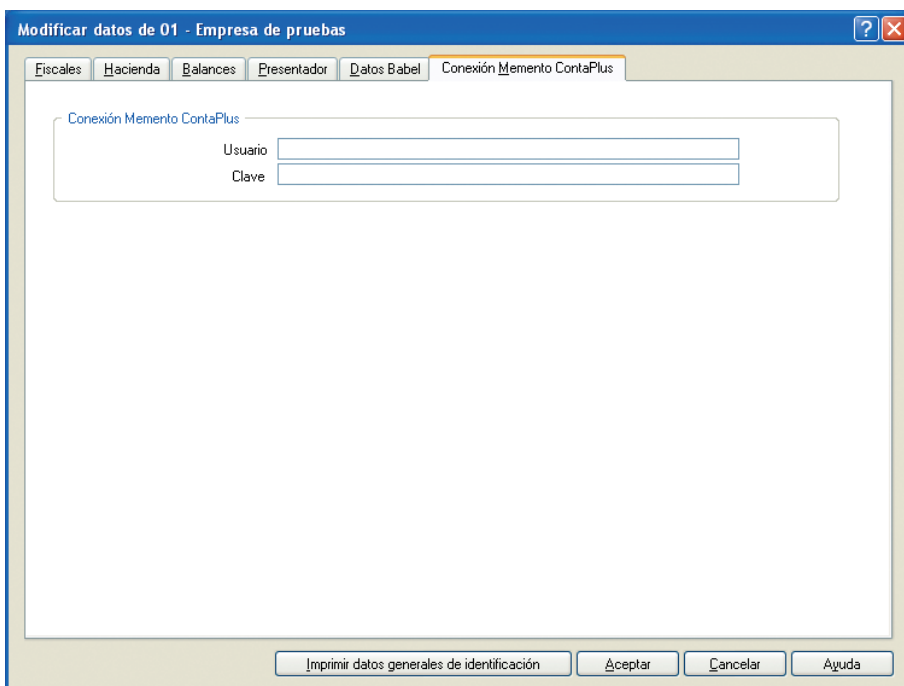 Modificar datos de 01 - Empresa de pruebas
Fiscales Hacienda Balances Presentador Datos Babel Conexión Memento ContaPlus
Conexión Memento ContaPlus
Usuario
Clave
Imprimir datos generales de identificación Aceptar Cancelar Ayuda